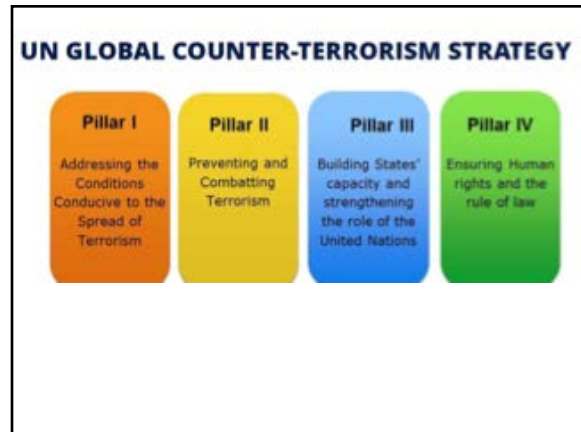 UN GLOBAL COUNTER-TERRORISM STRATEGY
Pillar I
Addressing the
Conditions
Conducive to the
Spread of
Terrorism
Pillar II
Preventing and
Combatting
Terrorism
Pillar III
Building States'
capacity and
strengthening
the role of the
United Nations
Pillar IV
Ensuring Human
rights and the
rule of law